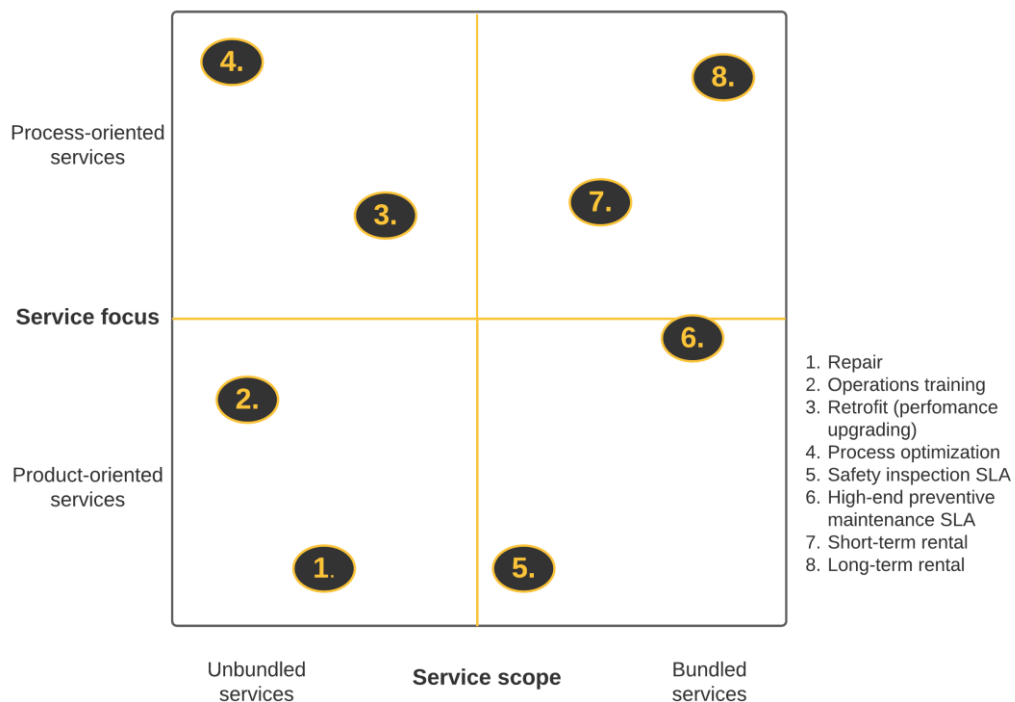 4.
8.
Process-oriented
services
3.
7.
Service focus
6.
2.
Product-oriented
services
1.
5.
1. Repair
2. Operations training
3. Retrofit (perfomance
upgrading)
4. Process optimization
5. Safety inspection SLA
6. High-end preventive
maintenance SLA
7. Short-term rental
8. Long-term rental
Unbundled
services
Service scope
Bundled
services